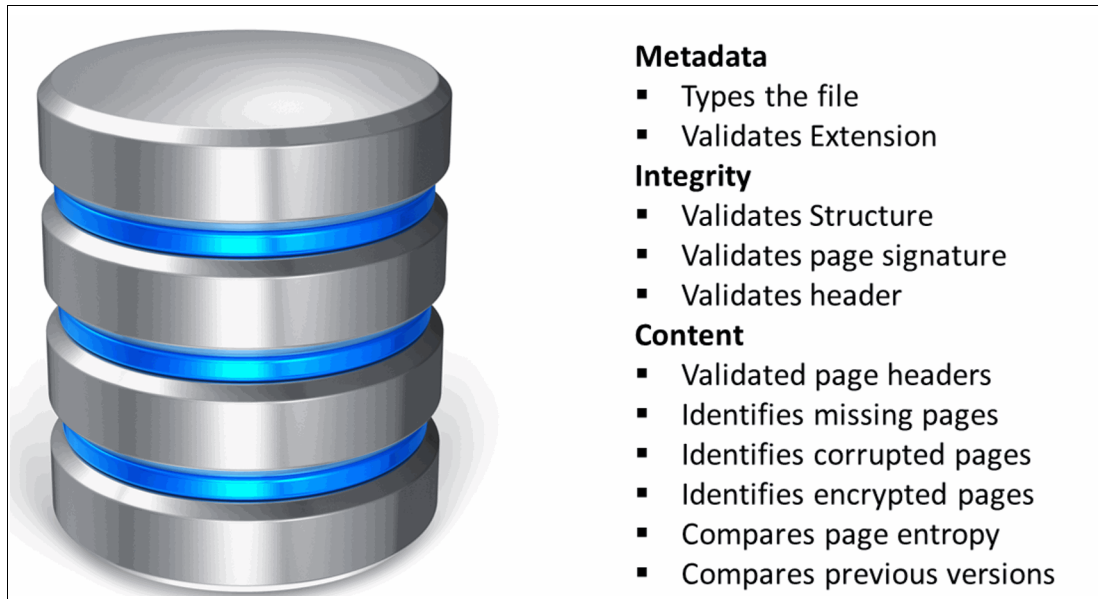 Metadata
▪ Types the file
▪ Validates Extension
Integrity
▪ Validates Structure
▪ Validates page signature
▪ Validates header
Content
▪ Validated page headers
▪ Identifies missing pages
▪ Identifies corrupted pages
▪ Identifies encrypted pages
▪ Compares page entropy
▪ Compares previous versions